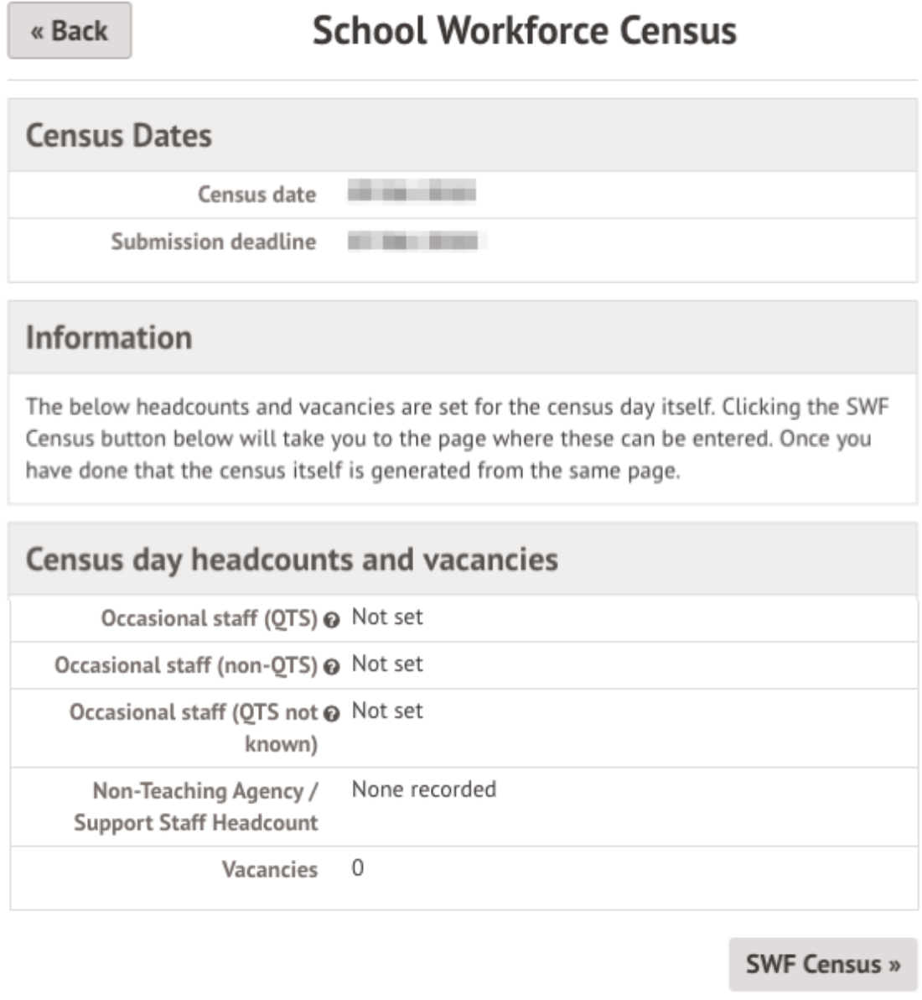 « Back
School Workforce Census
Census Dates
Census date
Submission deadline
Information
The below headcounts and vacancies are set for the census day itself. Clicking the SWF
Census button below will take you to the page where these can be entered. Once you
have done that the census itself is generated from the same page.
Census day headcounts and vacancies
Occasional staff (QTS) ? Not set
Occasional staff (non-QTS) ? Not set
Occasional staff (QTS not ? Not set
known)
Non-Teaching Agency / None recorded
Support Staff Headcount
Vacancies 0
SWF Census »